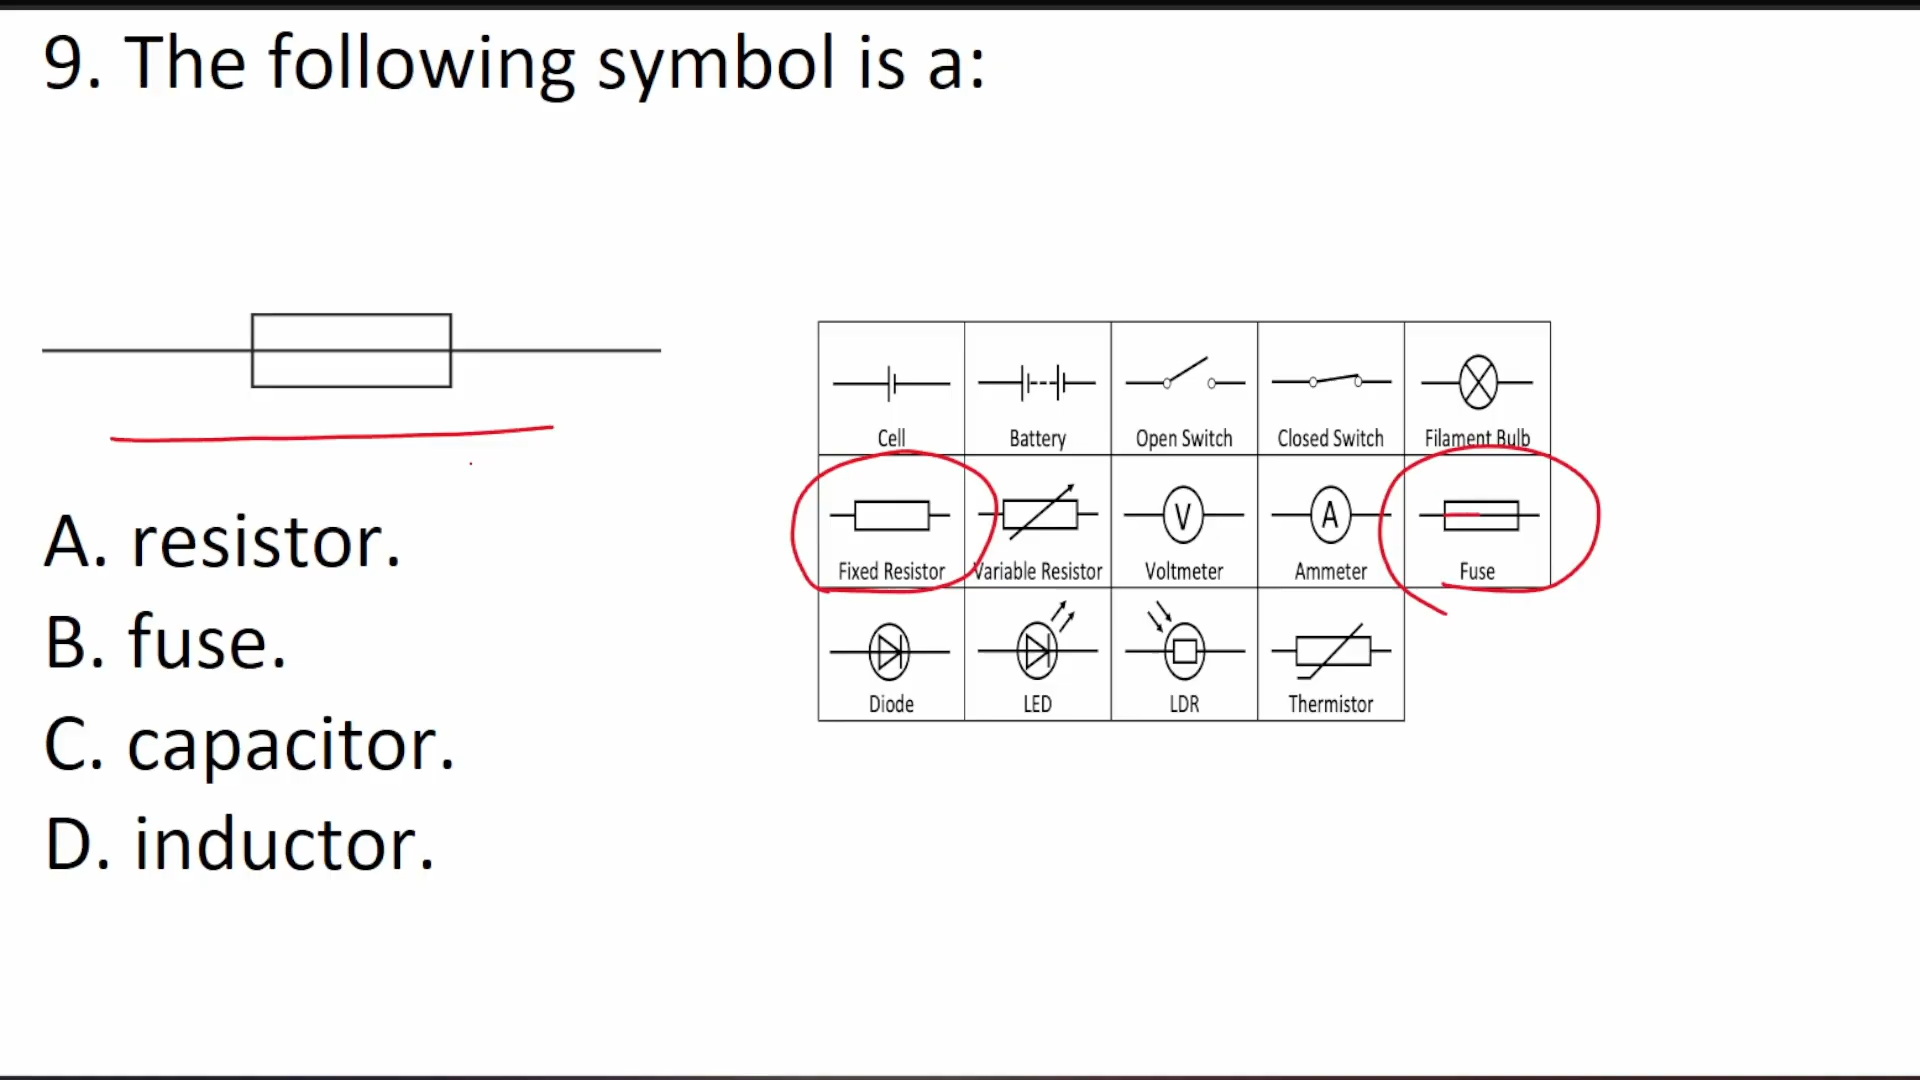 9. The following symbol is a:
A. resistor.
B. fuse.
C. capacitor.
D. inductor.
Cell Battery Open Switch Closed Switch Filament Bulb
V A
Fixed Resistor Variable Resistor Voltmeter Ammeter Fuse
Diode LED LDR Thermistor